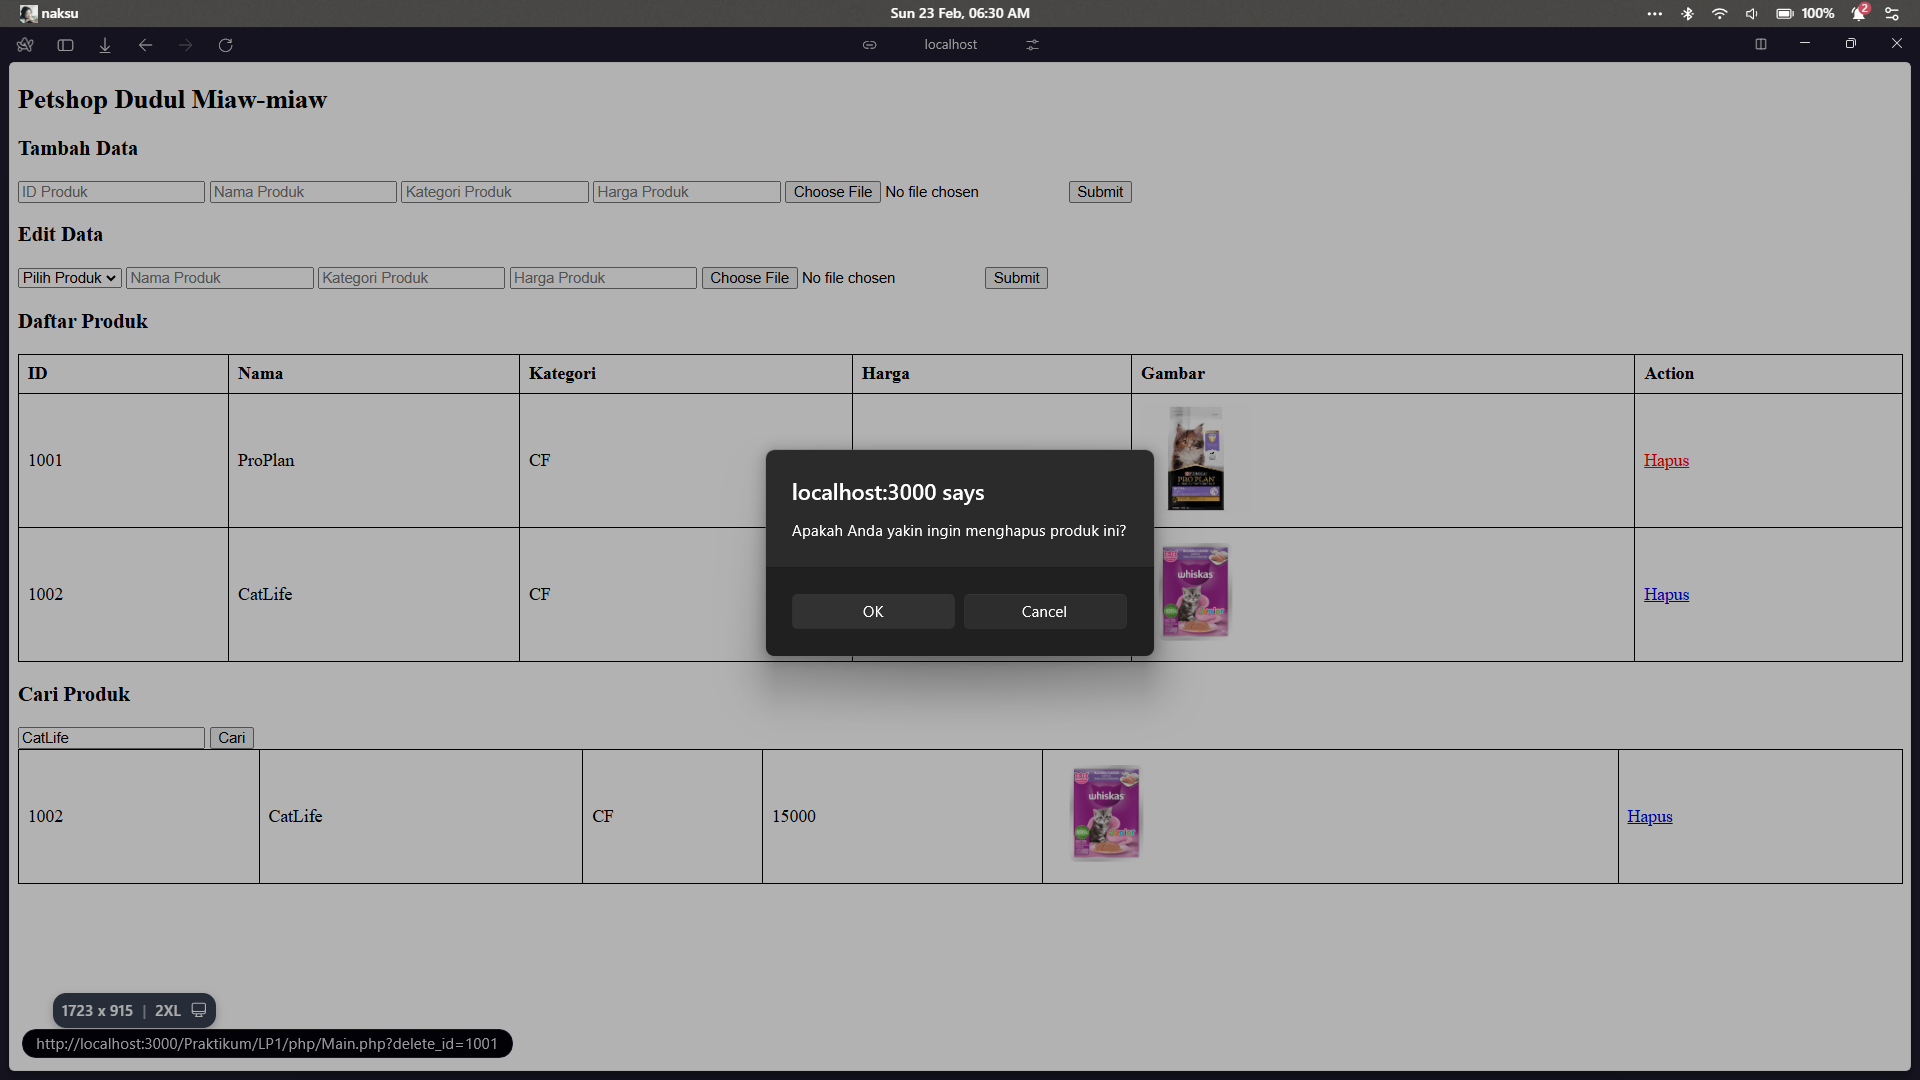 naksu
Sun 23 Feb, 06:30 AM
100%
2
localhost
Petshop Dudul Miaw-miaw
Tambah Data
ID Produk Nama Produk Kategori Produk Harga Produk Choose File No file chosen Submit
Edit Data
Pilih Produk Nama Produk Kategori Produk Harga Produk Choose File No file chosen Submit
Daftar Produk
ID Nama Kategori Harga Gambar Action
1001 ProPlan CF PRO PLAN Hapus
localhost:3000 says
Apakah Anda yakin ingin menghapus produk ini?
OK Cancel
1002 CatLife CF whiskas Hapus
Cari Produk
CatLife Cari
1002 CatLife CF 15000 whiskas Hapus
1723 x 915 | 2XL
http://localhost:3000/Praktikum/LP1/php/Main.php?delete_id=1001